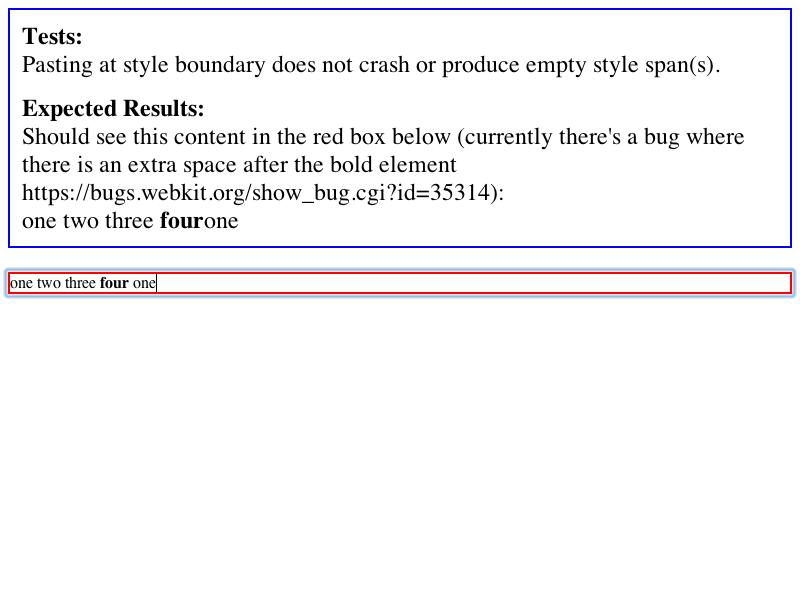 Tests:
Pasting at style boundary does not crash or produce empty style span(s).
Expected Results:
Should see this content in the red box below (currently there's a bug where
there is an extra space after the bold element
https://bugs.webkit.org/show_bug.cgi?id=35314):
one two three fourone
one two three four one